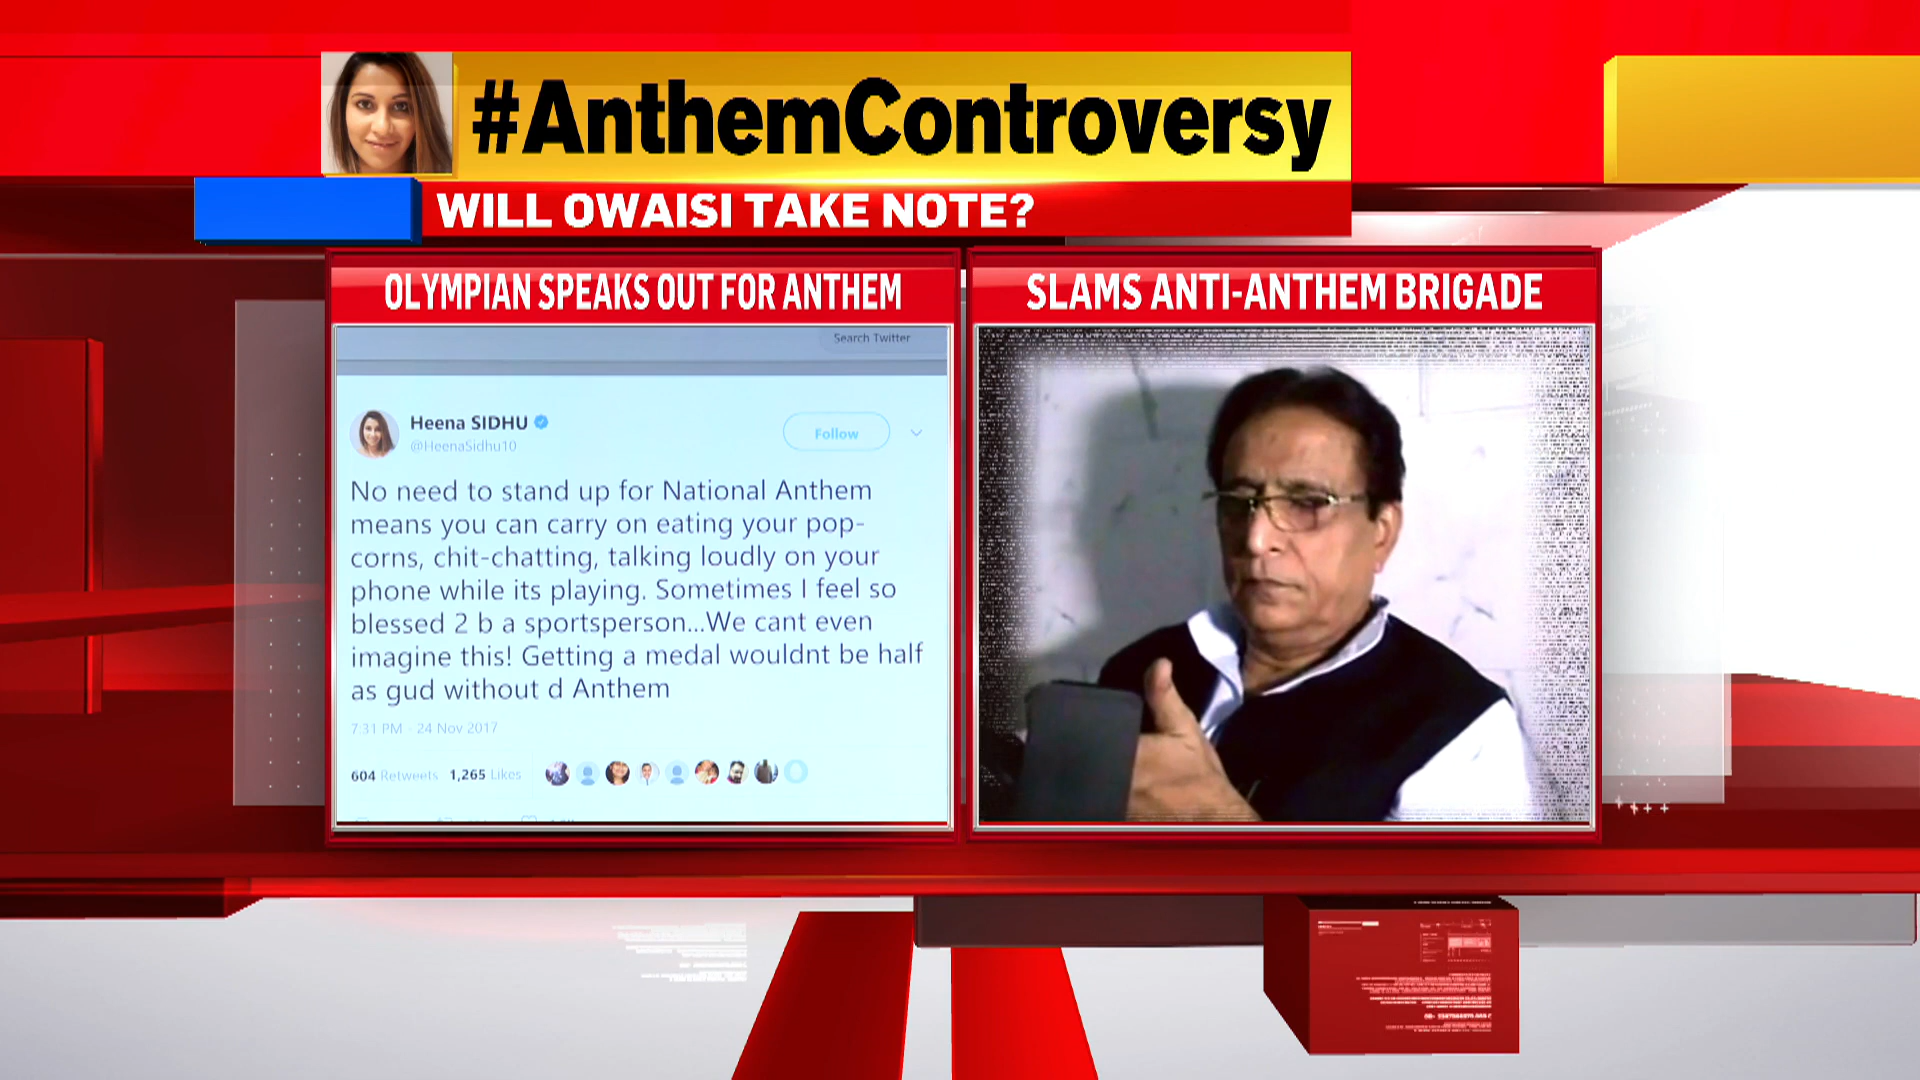 #AnthemControversy
WILL OWAISI TAKE NOTE?
OLYMPIAN SPEAKS OUT FOR ANTHEM
SLAMS ANTI-ANTHEM BRIGADE
Search Twitter
Heena SIDHU
@HeenaSidhu10
Follow
No need to stand up for National Anthem
means you can carry on eating your pop-
corns, chit-chatting, talking loudly on your
phone while its playing. Sometimes I feel so
blessed 2 b a sportsperson...We cant even
imagine this! Getting a medal wouldnt be half
as gud without d Anthem
7:31 PM - 24 Nov 2017
604 Retweets 1,265 Likes